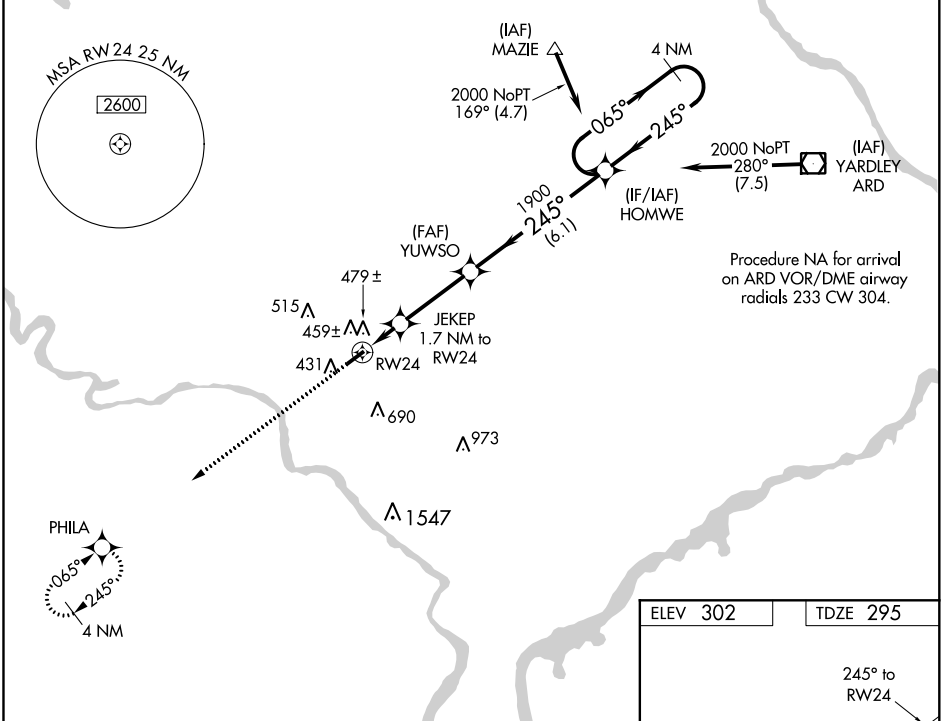 MSA RW 24 25 NM
2600
(IAF)
MAZIE
4 NM
2000 NoPT
169° (4.7)
065°
245°
2000 NoPT
280°
(7.5)
(IAF)
YARDLEY
ARD
(IF/IAF)
HOMWE
1900
245°
(6.1)
(FAF)
YUWSO
Procedure NA for arrival
on ARD VOR/DME airway
radials 233 CW 304.
479 ±
515
459±
JEKEP
1.7 NM to
RW24
431
RW24
690
973
1547
PHILA
065°
245°
4 NM
ELEV 302
TDZE 295
245° to
RW24